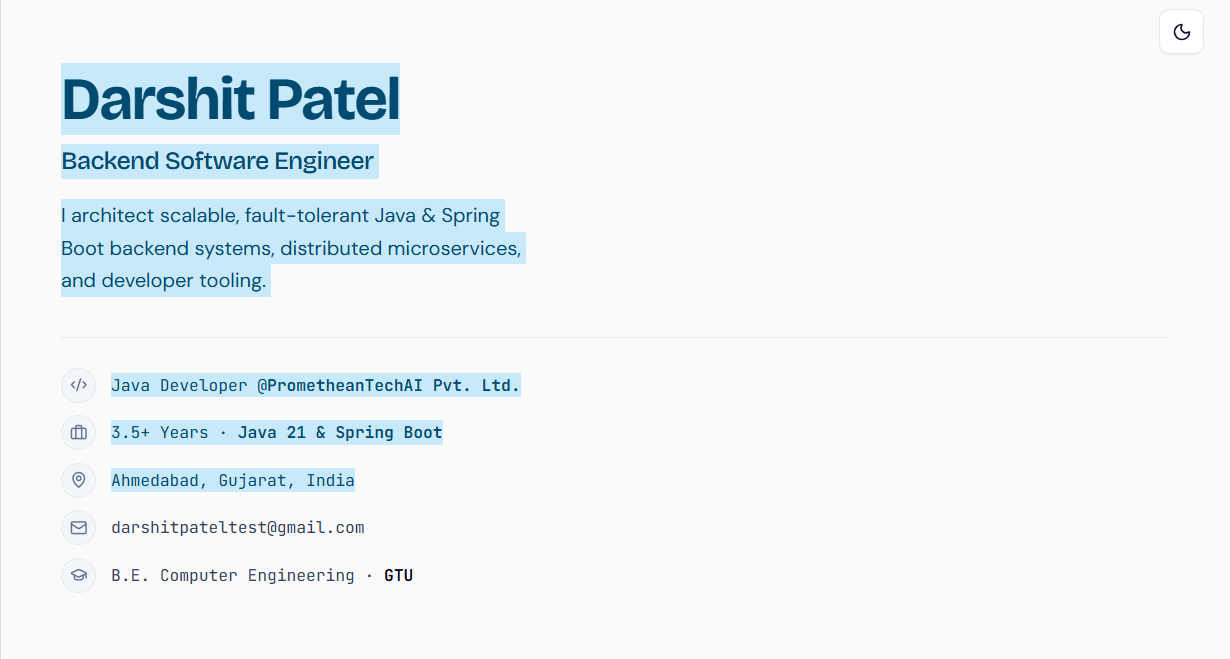 Darshit Patel
Backend Software Engineer
I architect scalable, fault-tolerant Java & Spring
Boot backend systems, distributed microservices,
and developer tooling.
Java Developer @PrometheanTechAI Pvt. Ltd.
3.5+ Years · Java 21 & Spring Boot
Ahmedabad, Gujarat, India
darshitpateltest@gmail.com
B.E. Computer Engineering · GTU